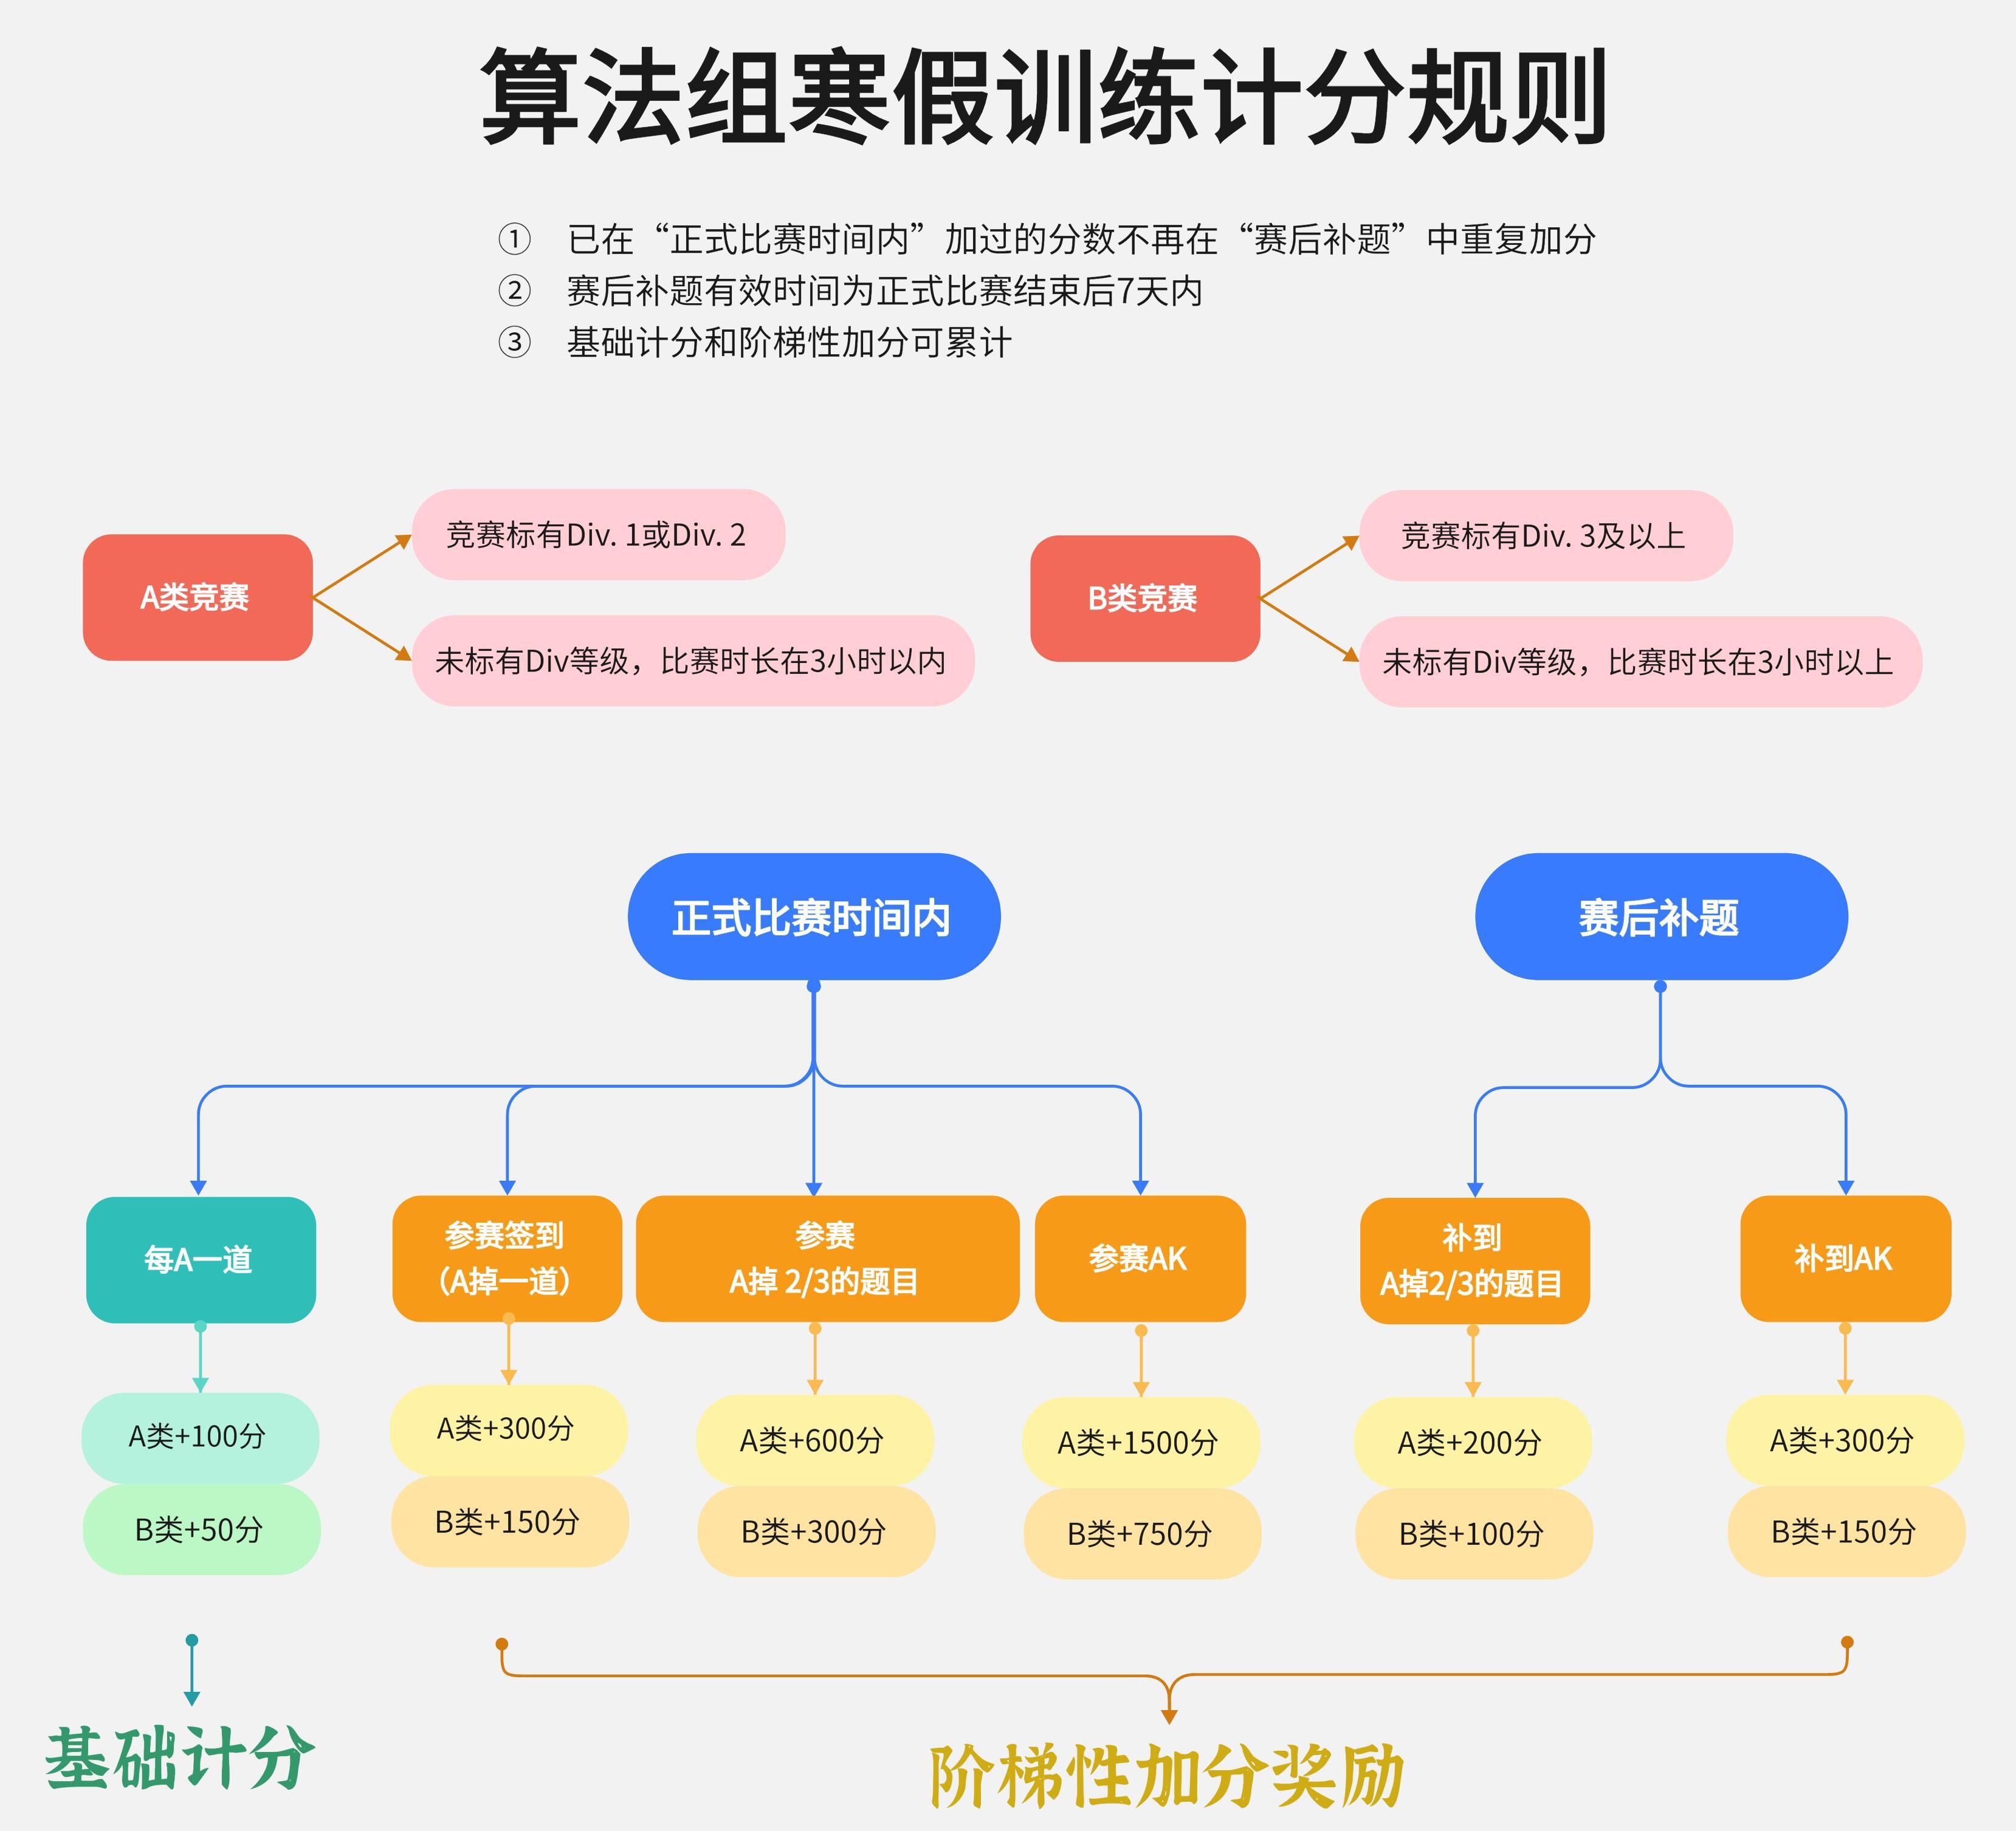 算法组寒假训练计分规则
① 已在“正式比赛时间内”加过的分数不再在“赛后补题”中重复加分
② 赛后补题有效时间为正式比赛结束后7天内
③ 基础计分和阶梯性加分可累计
A类竞赛
竞赛标有Div. 1或Div. 2
未标有Div等级，比赛时长在3小时以内
B类竞赛
竞赛标有Div. 3及以上
未标有Div等级，比赛时长在3小时以上
正式比赛时间内
赛后补题
每A一道
参赛签到
（A掉一道）
参赛
A掉 2/3的题目
参赛AK
补到
A掉2/3的题目
补到AK
A类+100分
B类+50分
A类+300分
B类+150分
A类+600分
B类+300分
A类+1500分
B类+750分
A类+200分
B类+100分
A类+300分
B类+150分
基础计分
阶梯性加分奖励